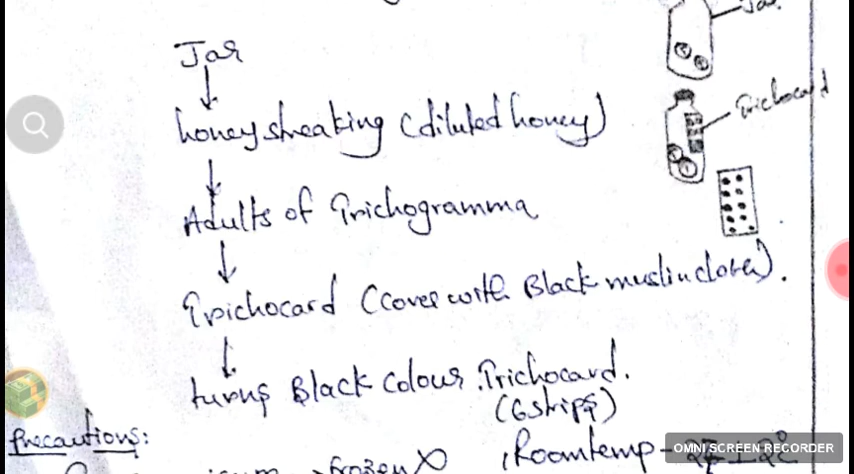 Jar
Jar
honey streaking (diluted honey)
Trichocard
Adults of Trichogramma
Trichocard (cover with Black muslin cloth).
turns Black colour Trichocard.
(6 strips)
Precautions:
frozen X , Room temp -
OMNI SCREEN RECORDER